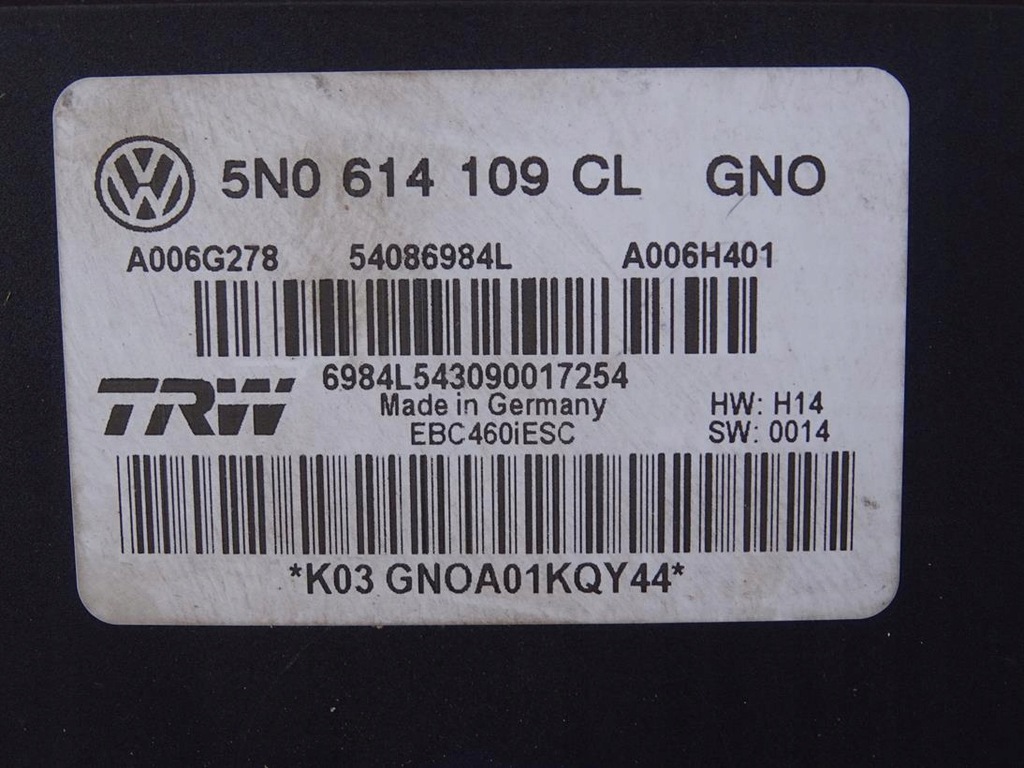 5N0 614 109 CL GNO
A006G278 54086984L A006H401
TRW
6984L543090017254
Made in Germany HW: H14
EBC460iESC SW: 0014
*K03 GNOA01KQY44*